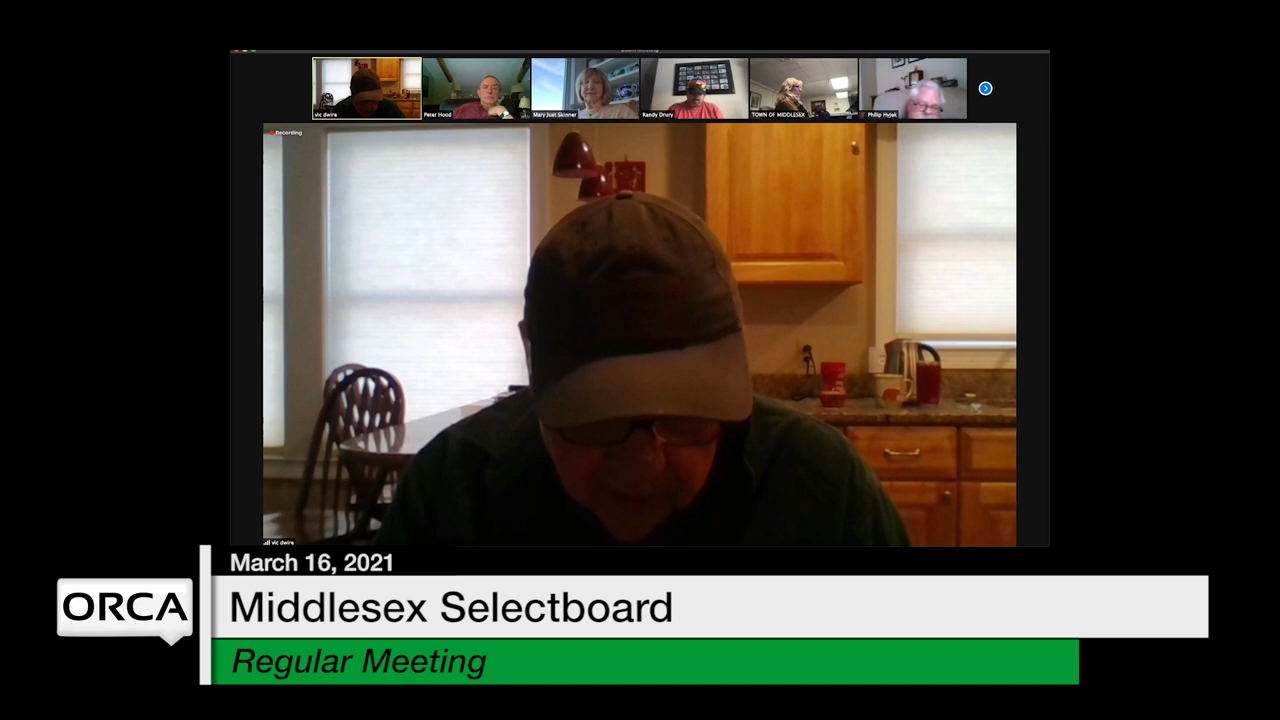 vic dwire
Peter Hood
Mary Just Skinner
Randy Drury
TOWN OF MIDDLESEX
Philip Hyjek
Recording
vic dwire
March 16, 2021
ORCA
Middlesex Selectboard
Regular Meeting